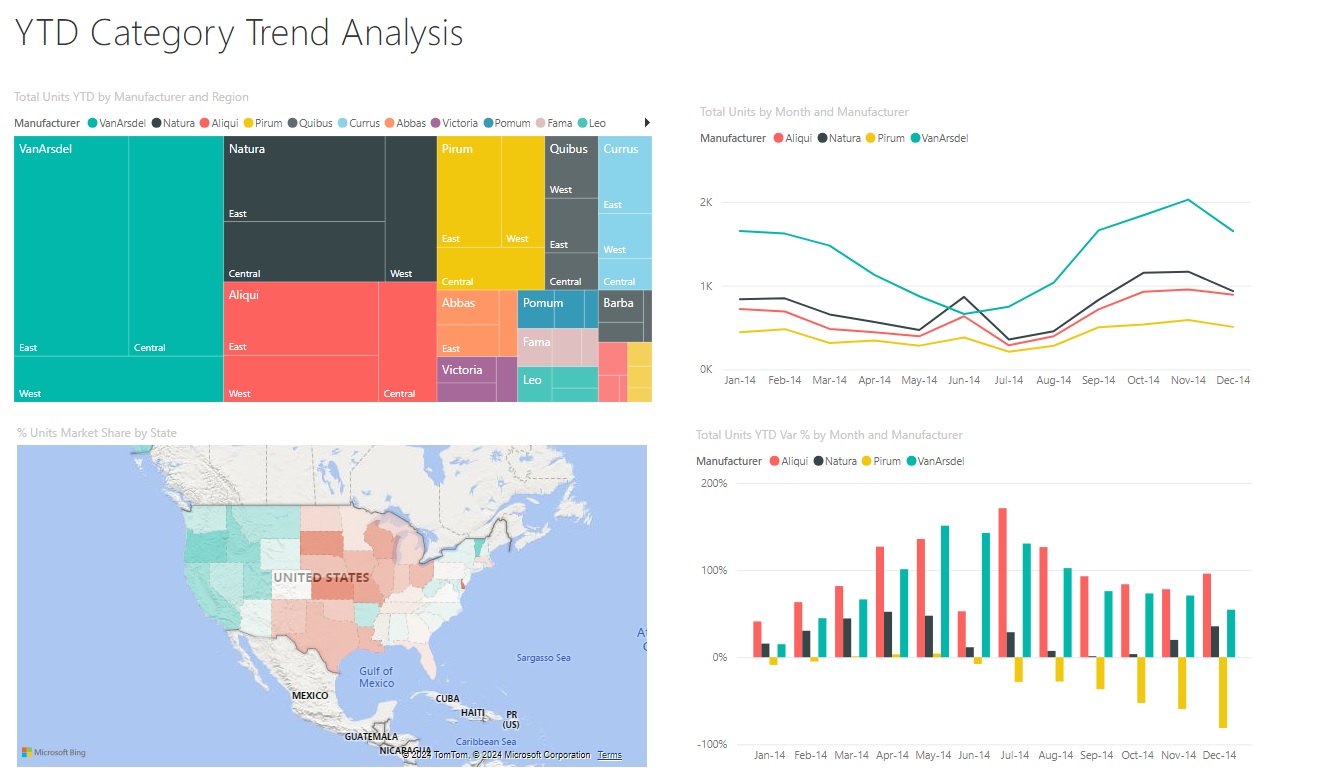 YTD Category Trend Analysis
Total Units YTD by Manufacturer and Region
Manufacturer VanArsdel Natura Aliqui Pirum Quibus Currus Abbas Victoria Pomum Fama Leo
VanArsdel
East
Central
West
Natura
East
Central
West
Aliqui
East
West
Central
Pirum
East
West
Central
Quibus
West
East
Central
Currus
East
West
Central
Abbas
East
Victoria
Pomum
Fama
Leo
Barba
Total Units by Month and Manufacturer
Manufacturer Aliqui Natura Pirum VanArsdel
2K
1K
0K
Jan-14 Feb-14 Mar-14 Apr-14 May-14 Jun-14 Jul-14 Aug-14 Sep-14 Oct-14 Nov-14 Dec-14
% Units Market Share by State
UNITED STATES
Gulf of
Mexico
Sargasso Sea
MEXICO
CUBA
HAITI
PR
(US)
GUATEMALA
Caribbean Sea
NICARAGUA
Microsoft Bing
© 2024 TomTom, © 2024 Microsoft Corporation Terms
Total Units YTD Var % by Month and Manufacturer
Manufacturer Aliqui Natura Pirum VanArsdel
200%
100%
0%
-100%
Jan-14 Feb-14 Mar-14 Apr-14 May-14 Jun-14 Jul-14 Aug-14 Sep-14 Oct-14 Nov-14 Dec-14